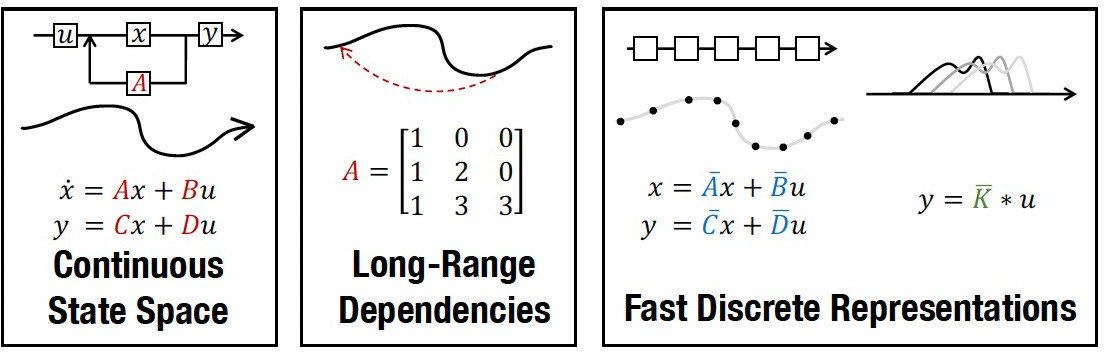 u x y
A
ẋ = Ax + Bu
y = Cx + Du
Continuous
State Space
A = [1 0 0
1 2 0
1 3 3]
Long-Range
Dependencies
x = A̅x + B̅u
y = C̅x + D̅u
y = K̅ * u
Fast Discrete Representations